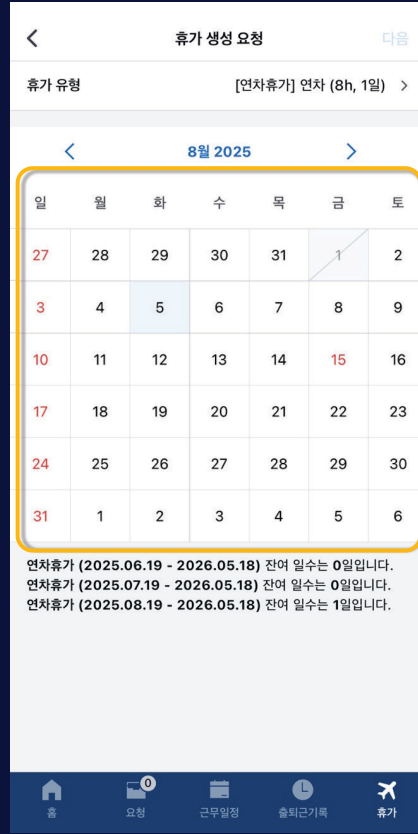 휴가 생성 요청 다음
휴가 유형 [연차휴가] 연차 (8h, 1일)
8월 2025
일 월 화 수 목 금 토
27 28 29 30 31 1 2
3 4 5 6 7 8 9
10 11 12 13 14 15 16
17 18 19 20 21 22 23
24 25 26 27 28 29 30
31 1 2 3 4 5 6
연차휴가 (2025.06.19 - 2026.05.18) 잔여 일수는 0일입니다.
연차휴가 (2025.07.19 - 2026.05.18) 잔여 일수는 0일입니다.
연차휴가 (2025.08.19 - 2026.05.18) 잔여 일수는 1일입니다.
0
홈 요청 근무일정 출퇴근기록 휴가